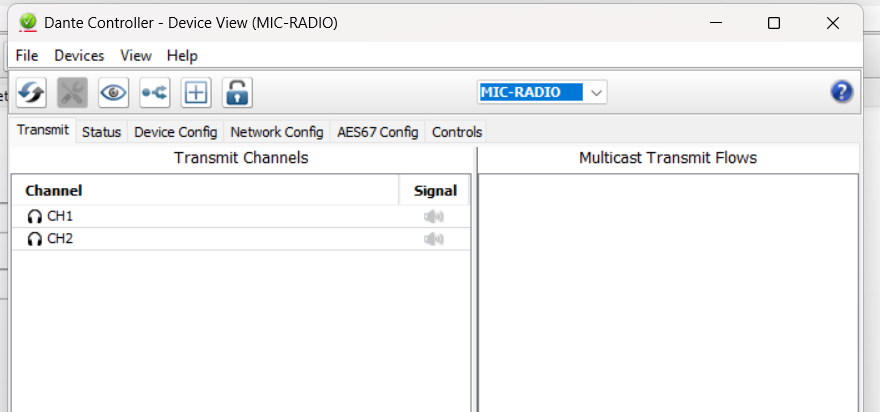 Dante Controller - Device View (MIC-RADIO)
File Devices View Help
MIC-RADIO
Transmit Status Device Config Network Config AES67 Config Controls
Transmit Channels
Multicast Transmit Flows
Channel Signal
CH1
CH2